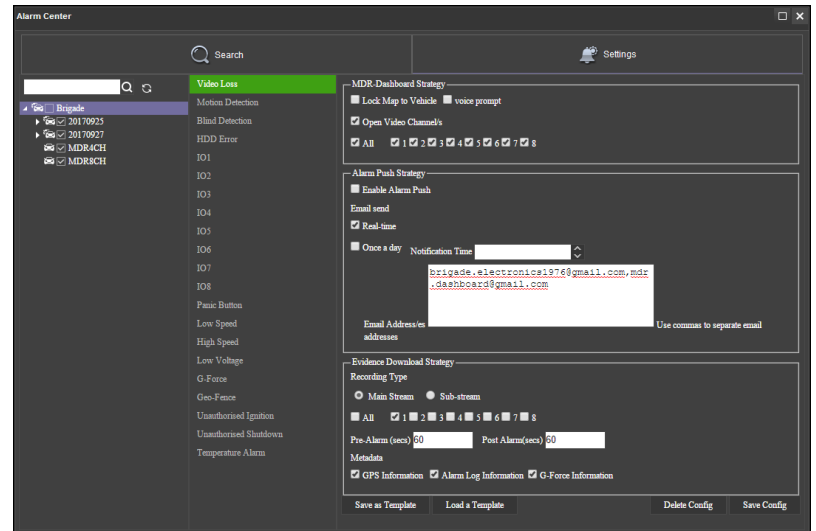 Alarm Center
Search
Settings
Brigade
20170925
20170927
MDR4CH
MDR8CH
Video Loss
Motion Detection
Blind Detection
HDD Error
IO1
IO2
IO3
IO4
IO5
IO6
IO7
IO8
Panic Button
Low Speed
High Speed
Low Voltage
G-Force
Geo-Fence
Unauthorised Ignition
Unauthorised Shutdown
Temperature Alarm
MDR-Dashboard Strategy
Lock Map to Vehicle voice prompt
Open Video Channel/s
All 1 2 3 4 5 6 7 8
Alarm Push Strategy
Enable Alarm Push
Email send
Real-time
Once a day Notification Time
brigade.electronics1976@gmail.com,mdr
.dashboard@gmail.com
Email Address/es Use commas to separate email
addresses
Evidence Download Strategy
Recording Type
Main Stream Sub-stream
All 1 2 3 4 5 6 7 8
Pre-Alarm (secs) 60 Post Alarm(secs) 60
Metadata
GPS Information Alarm Log Information G-Force Information
Save as Template Load a Template Delete Config Save Config